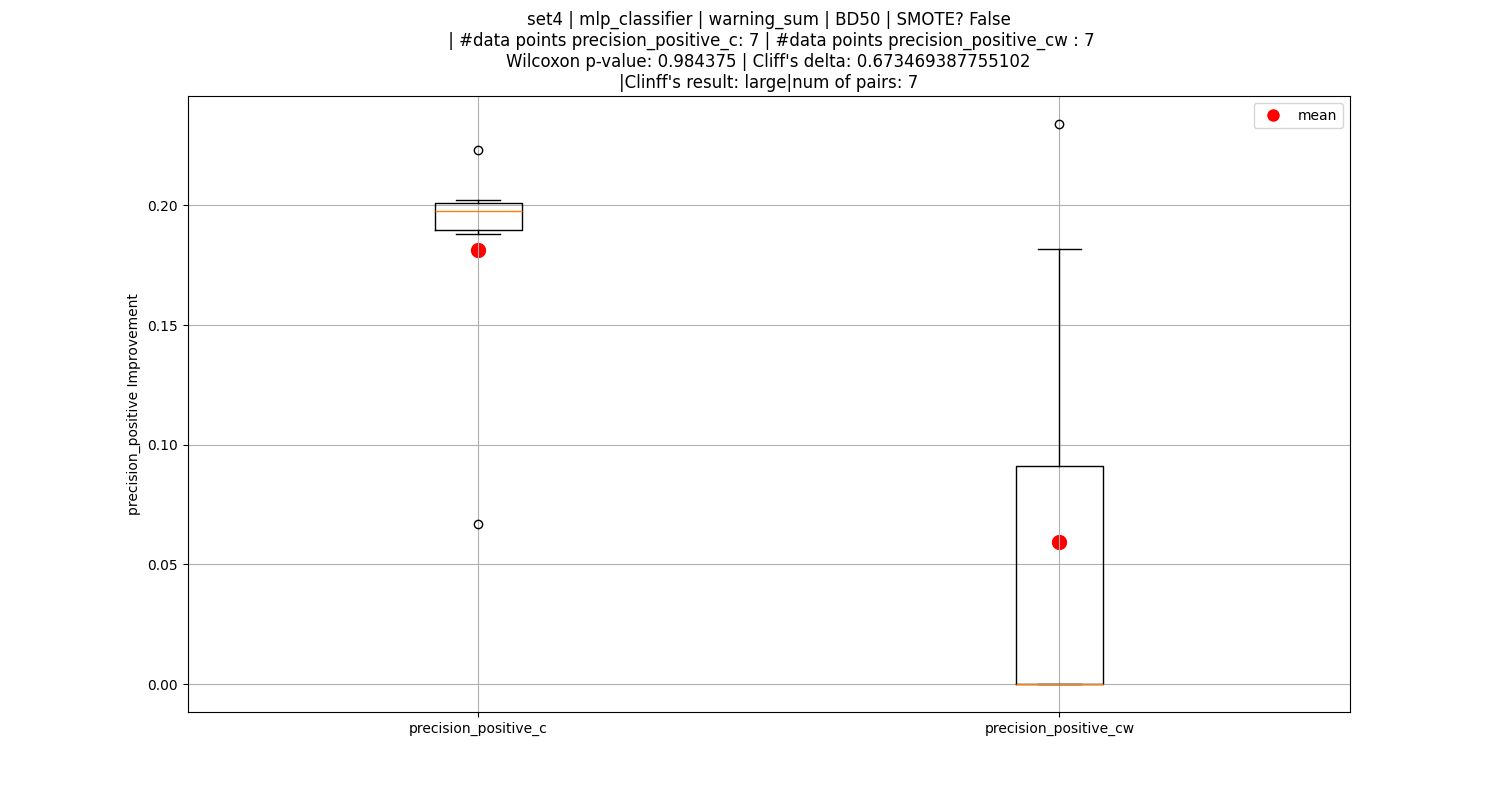 set4 | mlp_classifier | warning_sum | BD50 | SMOTE? False
| #data points precision_positive_c: 7 | #data points precision_positive_cw : 7
Wilcoxon p-value: 0.984375 | Cliff's delta: 0.673469387755102
|Clinff's result: large|num of pairs: 7
mean
precision_positive Improvement
0.20
0.15
0.10
0.05
0.00
precision_positive_c
precision_positive_cw